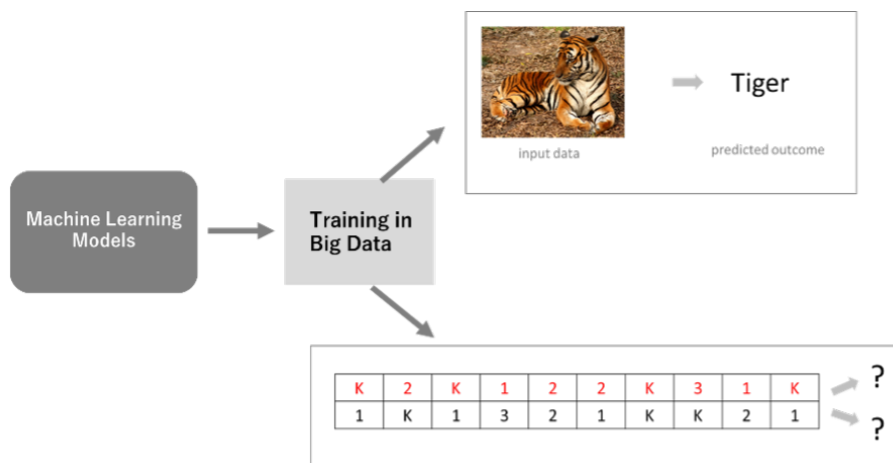 Machine Learning
Models
Training in
Big Data
Tiger
input data
predicted outcome
K 2 K 1 2 2 K 3 1 K
1 K 1 3 2 1 K K 2 1
?
?